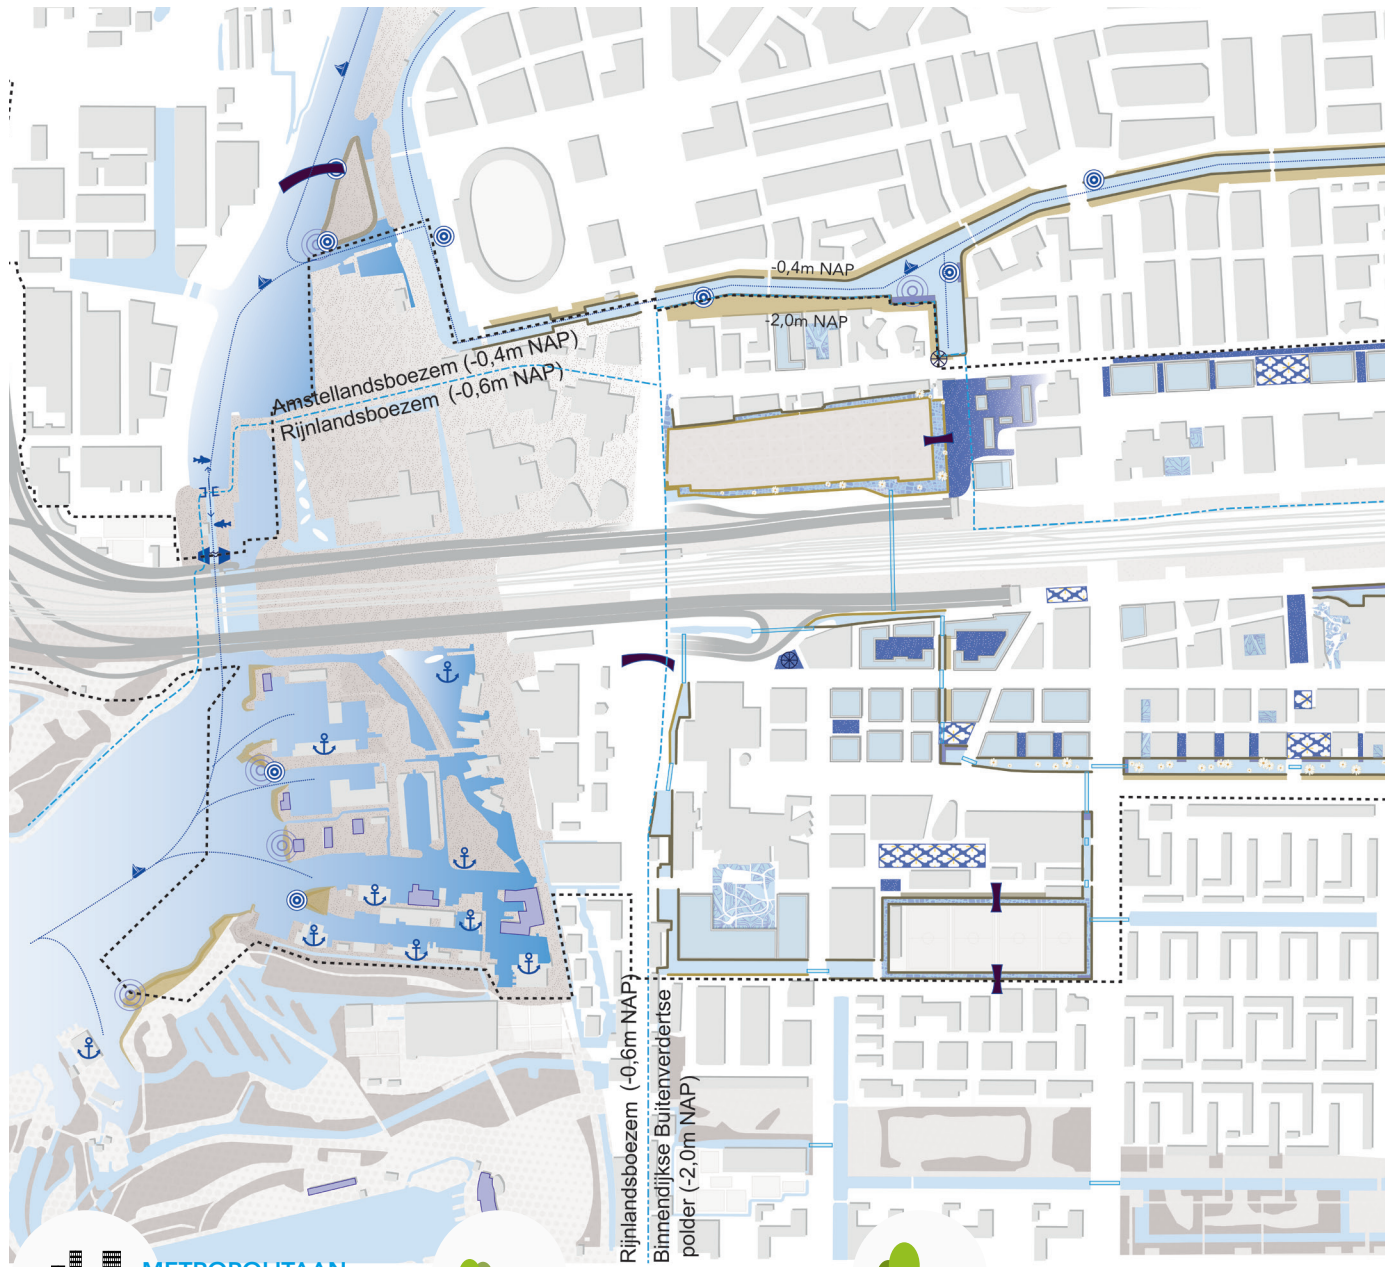 -0,4m NAP
-2,0m NAP
Amstellandsboezem (-0,4m NAP)
Rijnlandsboezem (-0,6m NAP)
Rijnlandsboezem (-0,6m NAP)
Binnendijkse Buitenverdertse
polder (-2,0m NAP)
METROPOLITAAN